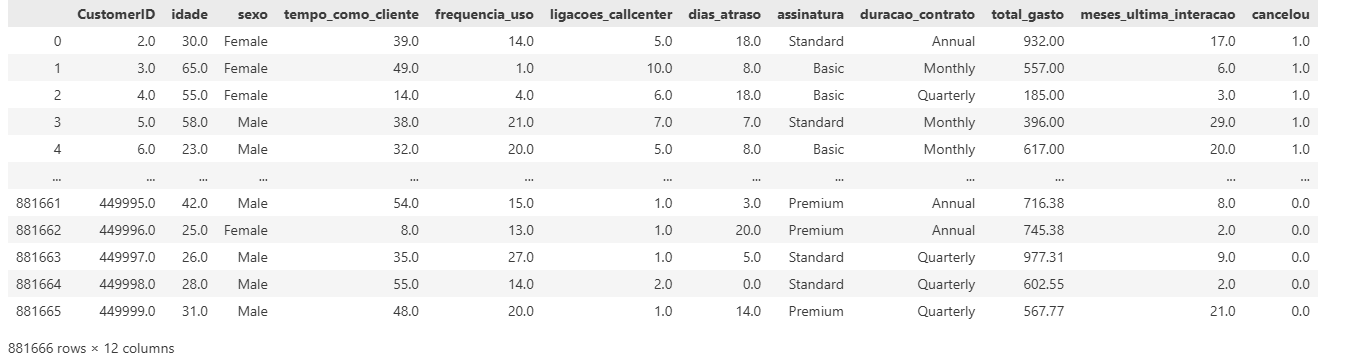 CustomerID idade sexo tempo_como_cliente frequencia_uso ligacoes_callcenter dias_atraso assinatura duracao_contrato total_gasto meses_ultima_interacao cancelou
0 2.0 30.0 Female 39.0 14.0 5.0 18.0 Standard Annual 932.00 17.0 1.0
1 3.0 65.0 Female 49.0 1.0 10.0 8.0 Basic Monthly 557.00 6.0 1.0
2 4.0 55.0 Female 14.0 4.0 6.0 18.0 Basic Quarterly 185.00 3.0 1.0
3 5.0 58.0 Male 38.0 21.0 7.0 7.0 Standard Monthly 396.00 29.0 1.0
4 6.0 23.0 Male 32.0 20.0 5.0 8.0 Basic Monthly 617.00 20.0 1.0
... ... ... ... ... ... ... ... ... ... ... ... ...
881661 449995.0 42.0 Male 54.0 15.0 1.0 3.0 Premium Annual 716.38 8.0 0.0
881662 449996.0 25.0 Female 8.0 13.0 1.0 20.0 Premium Annual 745.38 2.0 0.0
881663 449997.0 26.0 Male 35.0 27.0 1.0 5.0 Standard Quarterly 977.31 9.0 0.0
881664 449998.0 28.0 Male 55.0 14.0 2.0 0.0 Standard Quarterly 602.55 2.0 0.0
881665 449999.0 31.0 Male 48.0 20.0 1.0 14.0 Premium Quarterly 567.77 21.0 0.0
881666 rows × 12 columns